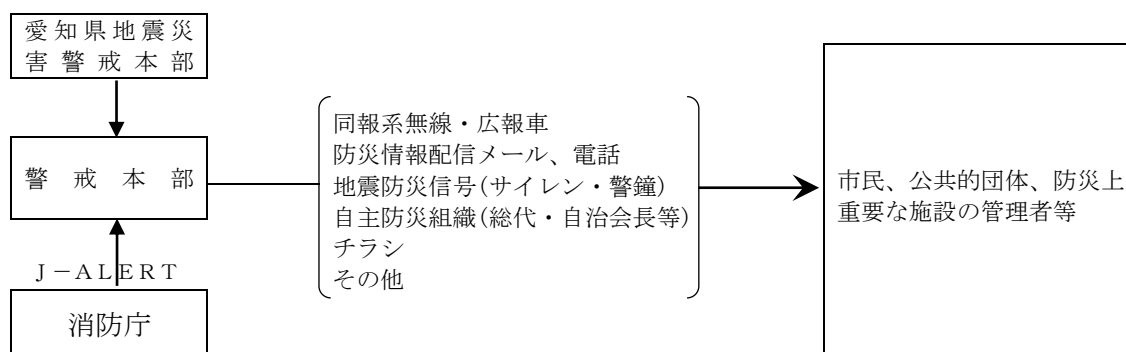 愛知県地震災
害警戒本部
警戒本部
J－ALERT
消防庁
同報系無線・広報車
防災情報配信メール、電話
地震防災信号(サイレン・警鐘)
自主防災組織(総代・自治会長等)
チラシ
その他
市民、公共的団体、防災上
重要な施設の管理者等